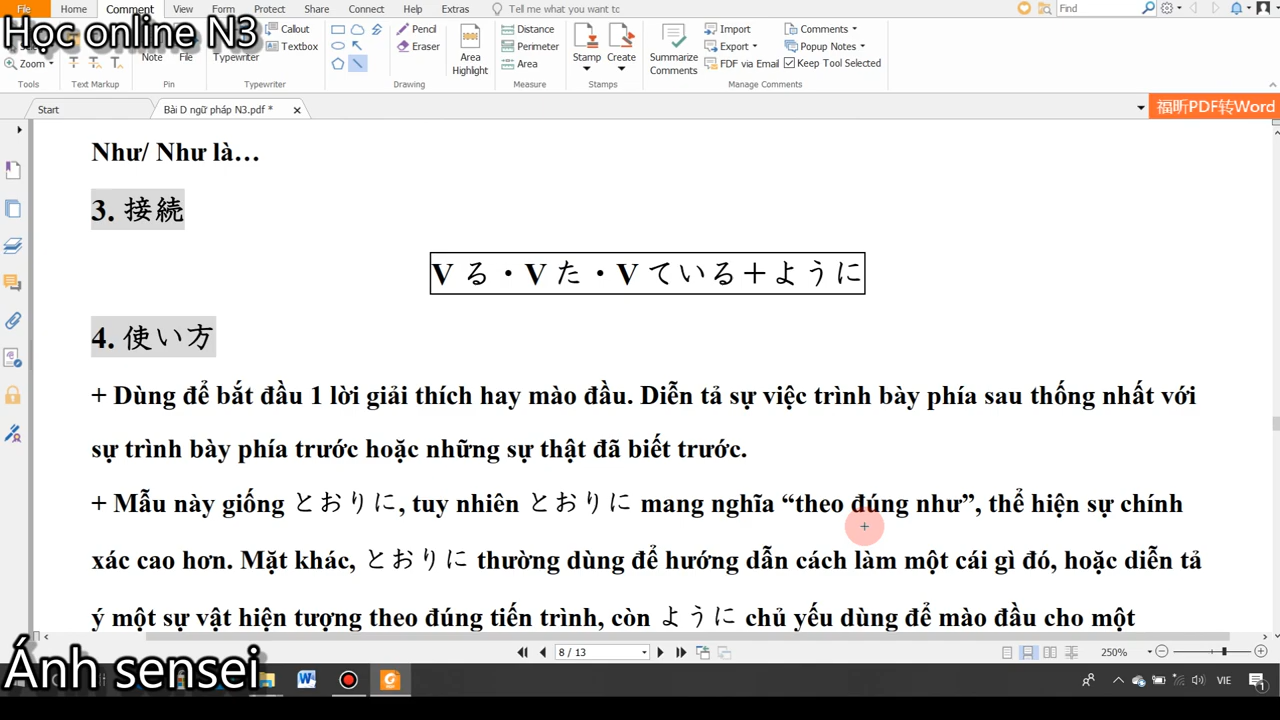 File Home Comment View Form Protect Share Connect Help Extras Tell me what you want to Find
Học online N3
Callout Pencil Distance Import Comments
Textbox Eraser Perimeter Export Popup Notes
Zoom Note File Typewriter Area Highlight Area Stamp Create Summarize Comments FDF via Email Keep Tool Selected
Tools Text Markup Pin Typewriter Drawing Measure Stamps Manage Comments
Start Bài D ngữ pháp N3.pdf * 福昕PDF转Word
Như/ Như là…
3. 接続
V る・V た・V ている＋ように
4. 使い方
+ Dùng để bắt đầu 1 lời giải thích hay mào đầu. Diễn tả sự việc trình bày phía sau thống nhất với
sự trình bày phía trước hoặc những sự thật đã biết trước.
+ Mẫu này giống とおりに, tuy nhiên とおりに mang nghĩa “theo đúng như”, thể hiện sự chính
xác cao hơn. Mặt khác, とおりに thường dùng để hướng dẫn cách làm một cái gì đó, hoặc diễn tả
ý một sự vật hiện tượng theo đúng tiến trình, còn ように chủ yếu dùng để mào đầu cho một
8 / 13 250%
Ánh sensei
VIE